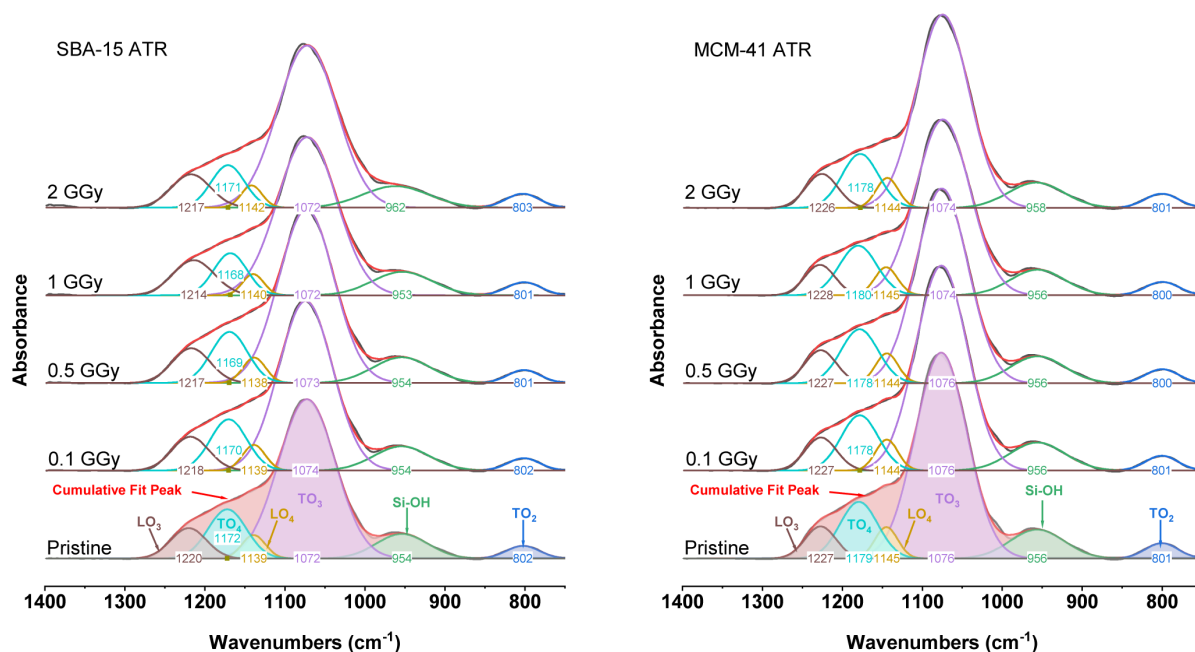 SBA-15 ATR
2 GGy
1217 1171 1142 1072 962 803
1 GGy
1214 1168 1140 1072 953 801
0.5 GGy
1217 1169 1138 1073 954 801
0.1 GGy
1218 1170 1139 1074 954 802
Cumulative Fit Peak
LO₃ TO₄ LO₄ TO₃ Si-OH TO₂
Pristine
1220 1172 1139 1072 954 802
1400 1300 1200 1100 1000 900 800
Wavenumbers (cm⁻¹)
Absorbance
MCM-41 ATR
2 GGy
1226 1178 1144 1074 958 801
1 GGy
1228 1180 1145 1074 956 800
0.5 GGy
1227 1178 1144 1076 956 800
0.1 GGy
1227 1178 1144 1076 956 801
Cumulative Fit Peak
LO₃ TO₄ LO₄ TO₃ Si-OH TO₂
Pristine
1227 1179 1145 1076 956 801
1400 1300 1200 1100 1000 900 800
Wavenumbers (cm⁻¹)
Absorbance